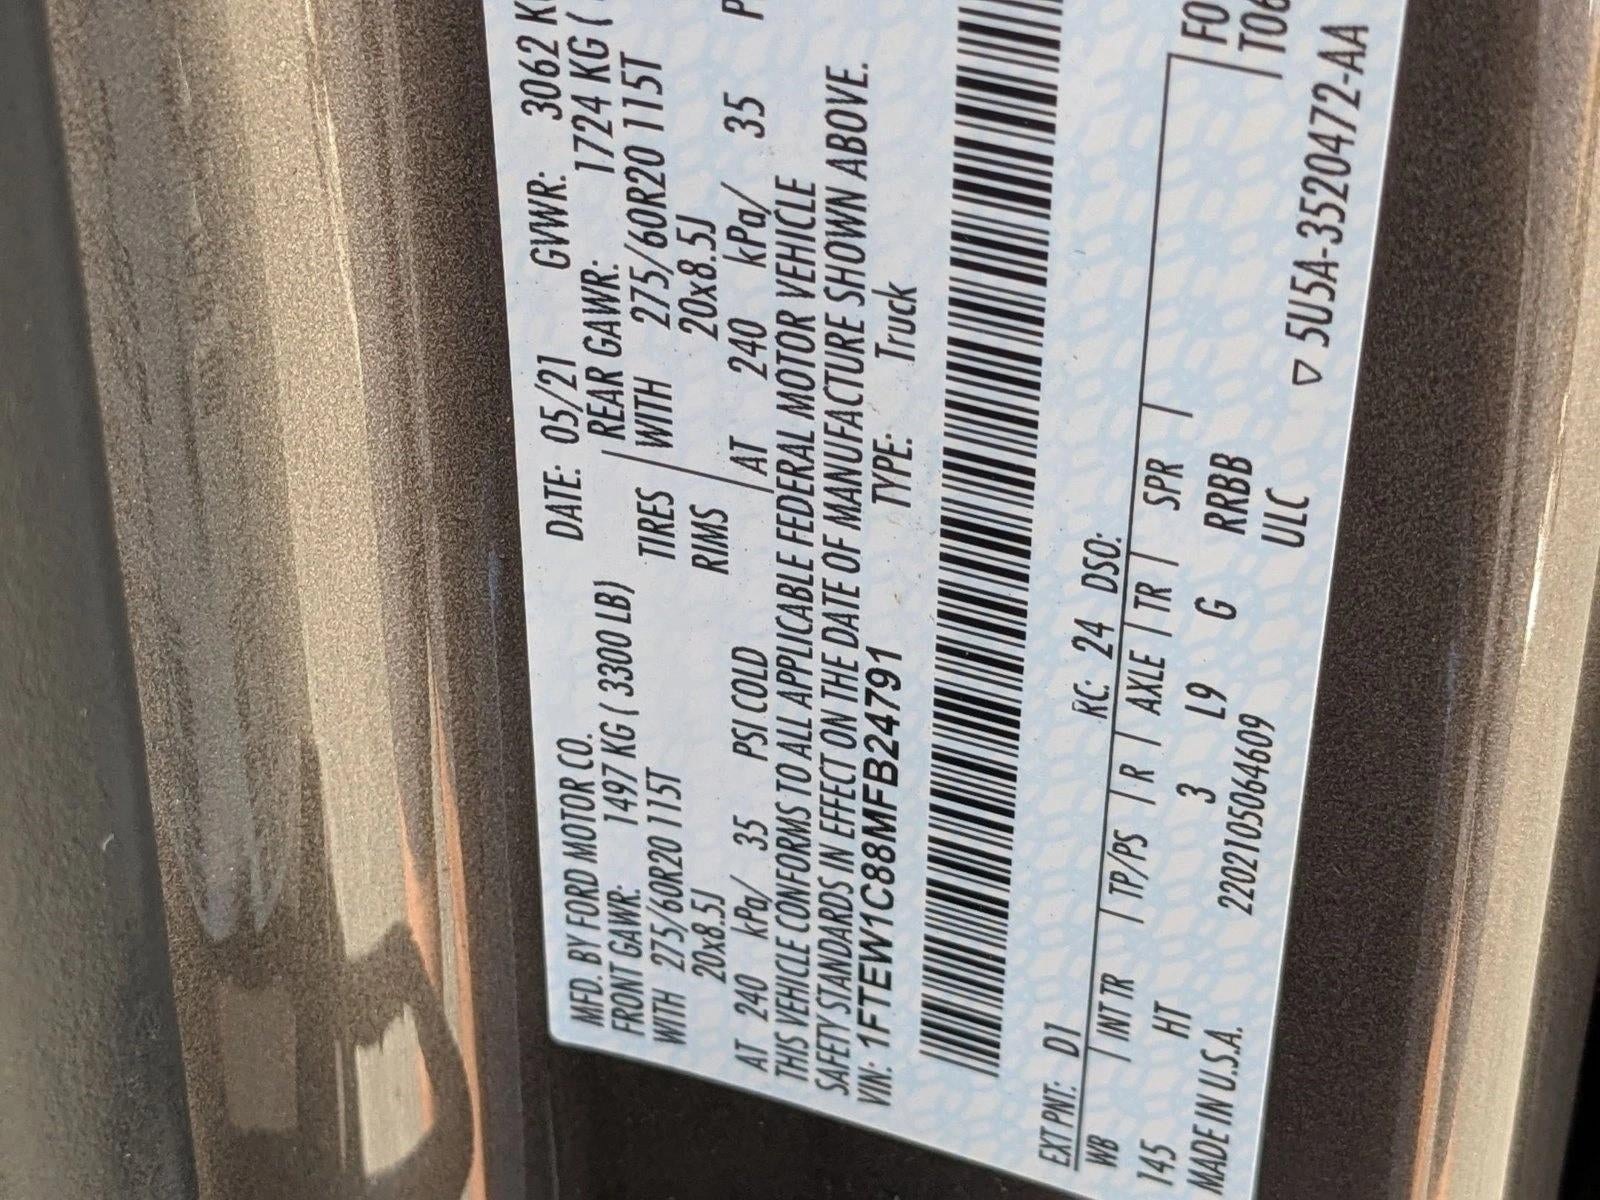 MFD. BY FORD MOTOR CO. DATE: 05/21 GVWR: 3062
FRONT GAWR: 1497 KG ( 3300 LB) REAR GAWR: 1724 KG (
WITH 275/60R20 115T TIRES WITH 275/60R20 115T
20x8.5J RIMS 20x8.5J
AT 240 kPa/ 35 PSI COLD AT 240 kPa/ 35
THIS VEHICLE CONFORMS TO ALL APPLICABLE FEDERAL MOTOR VEHICLE
SAFETY STANDARDS IN EFFECT ON THE DATE OF MANUFACTURE SHOWN ABOVE.
VIN: 1FTEW1C88MFB24791 TYPE: Truck
EXT PNT: D1 RC: 24 DSO:
WB | INT TR | TP/PS | R | AXLE | TR | SPR |
145 HT 3 L9 G RRBB
MADE IN U.S.A. 2202105064609 ULC
▽ 5U5A-3520472-AA